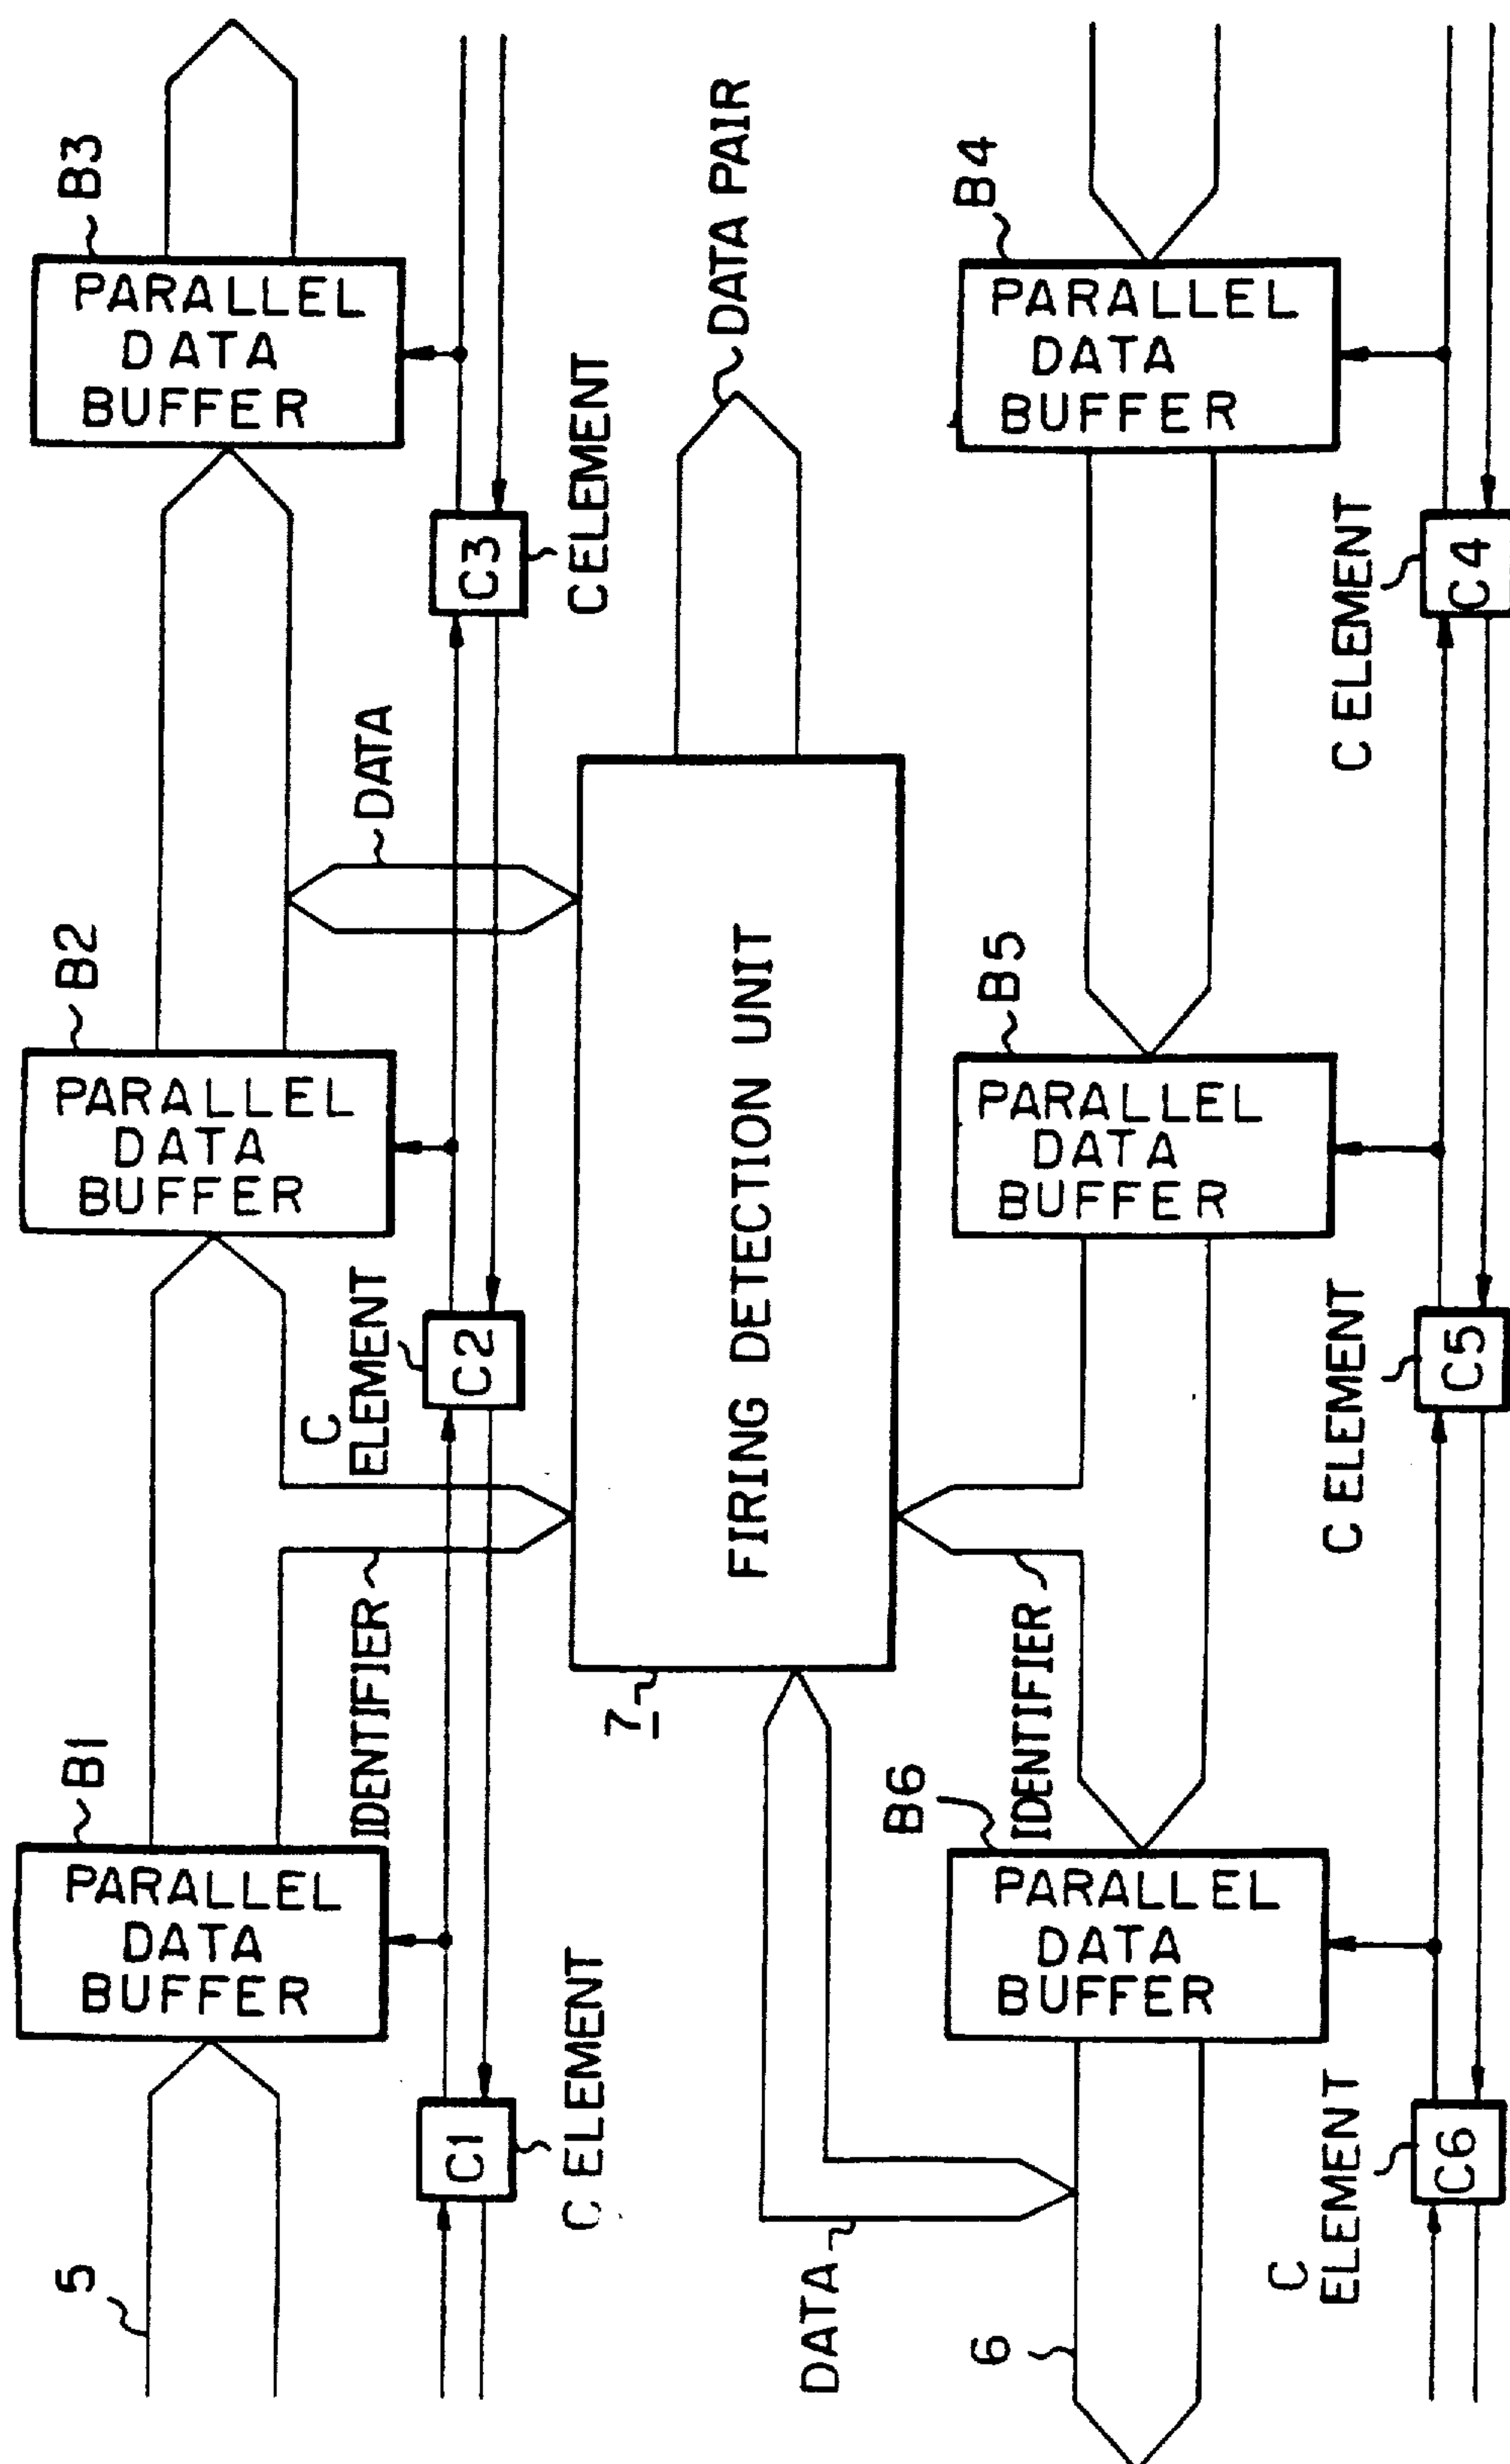 B1
B2
B3
PARALLEL
DATA
BUFFER
PARALLEL
DATA
BUFFER
PARALLEL
DATA
BUFFER
5
IDENTIFIER
DATA
C
ELEMENT
C1
C2
C3
C ELEMENT
C ELEMENT
7
FIRING DETECTION UNIT
DATA PAIR
DATA
B6
B5
B4
6
IDENTIFIER
PARALLEL
DATA
BUFFER
PARALLEL
DATA
BUFFER
PARALLEL
DATA
BUFFER
C
ELEMENT
C ELEMENT
C ELEMENT
C6
C5
C4